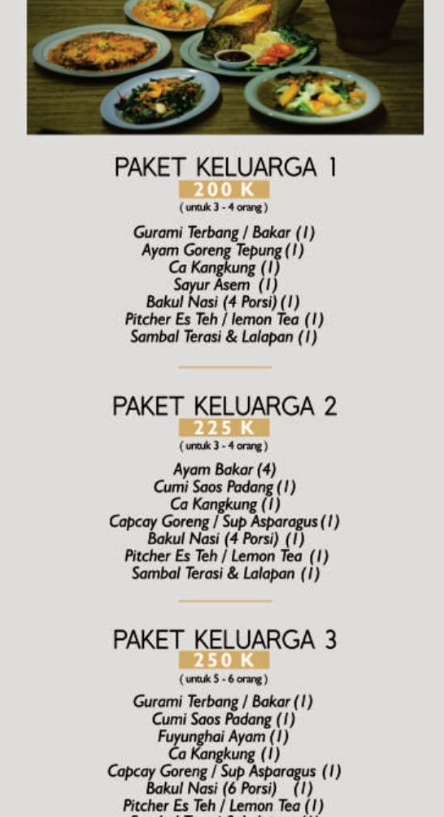 PAKET KELUARGA 1
200 K
( untuk 3 - 4 orang )
Gurami Terbang / Bakar (1)
Ayam Goreng Tepung (1)
Ca Kangkung (1)
Sayur Asem (1)
Bakul Nasi (4 Porsi) (1)
Pitcher Es Teh / lemon Tea (1)
Sambal Terasi & Lalapan (1)
PAKET KELUARGA 2
225 K
( untuk 3 - 4 orang )
Ayam Bakar (4)
Cumi Saos Padang (1)
Ca Kangkung (1)
Capcay Goreng / Sup Asparagus (1)
Bakul Nasi (4 Porsi) (1)
Pitcher Es Teh / Lemon Tea (1)
Sambal Terasi & Lalapan (1)
PAKET KELUARGA 3
250 K
( untuk 5 - 6 orang )
Gurami Terbang / Bakar (1)
Cumi Saos Padang (1)
Fuyunghai Ayam (1)
Ca Kangkung (1)
Capcay Goreng / Sup Asparagus (1)
Bakul Nasi (6 Porsi) (1)
Pitcher Es Teh / Lemon Tea (1)